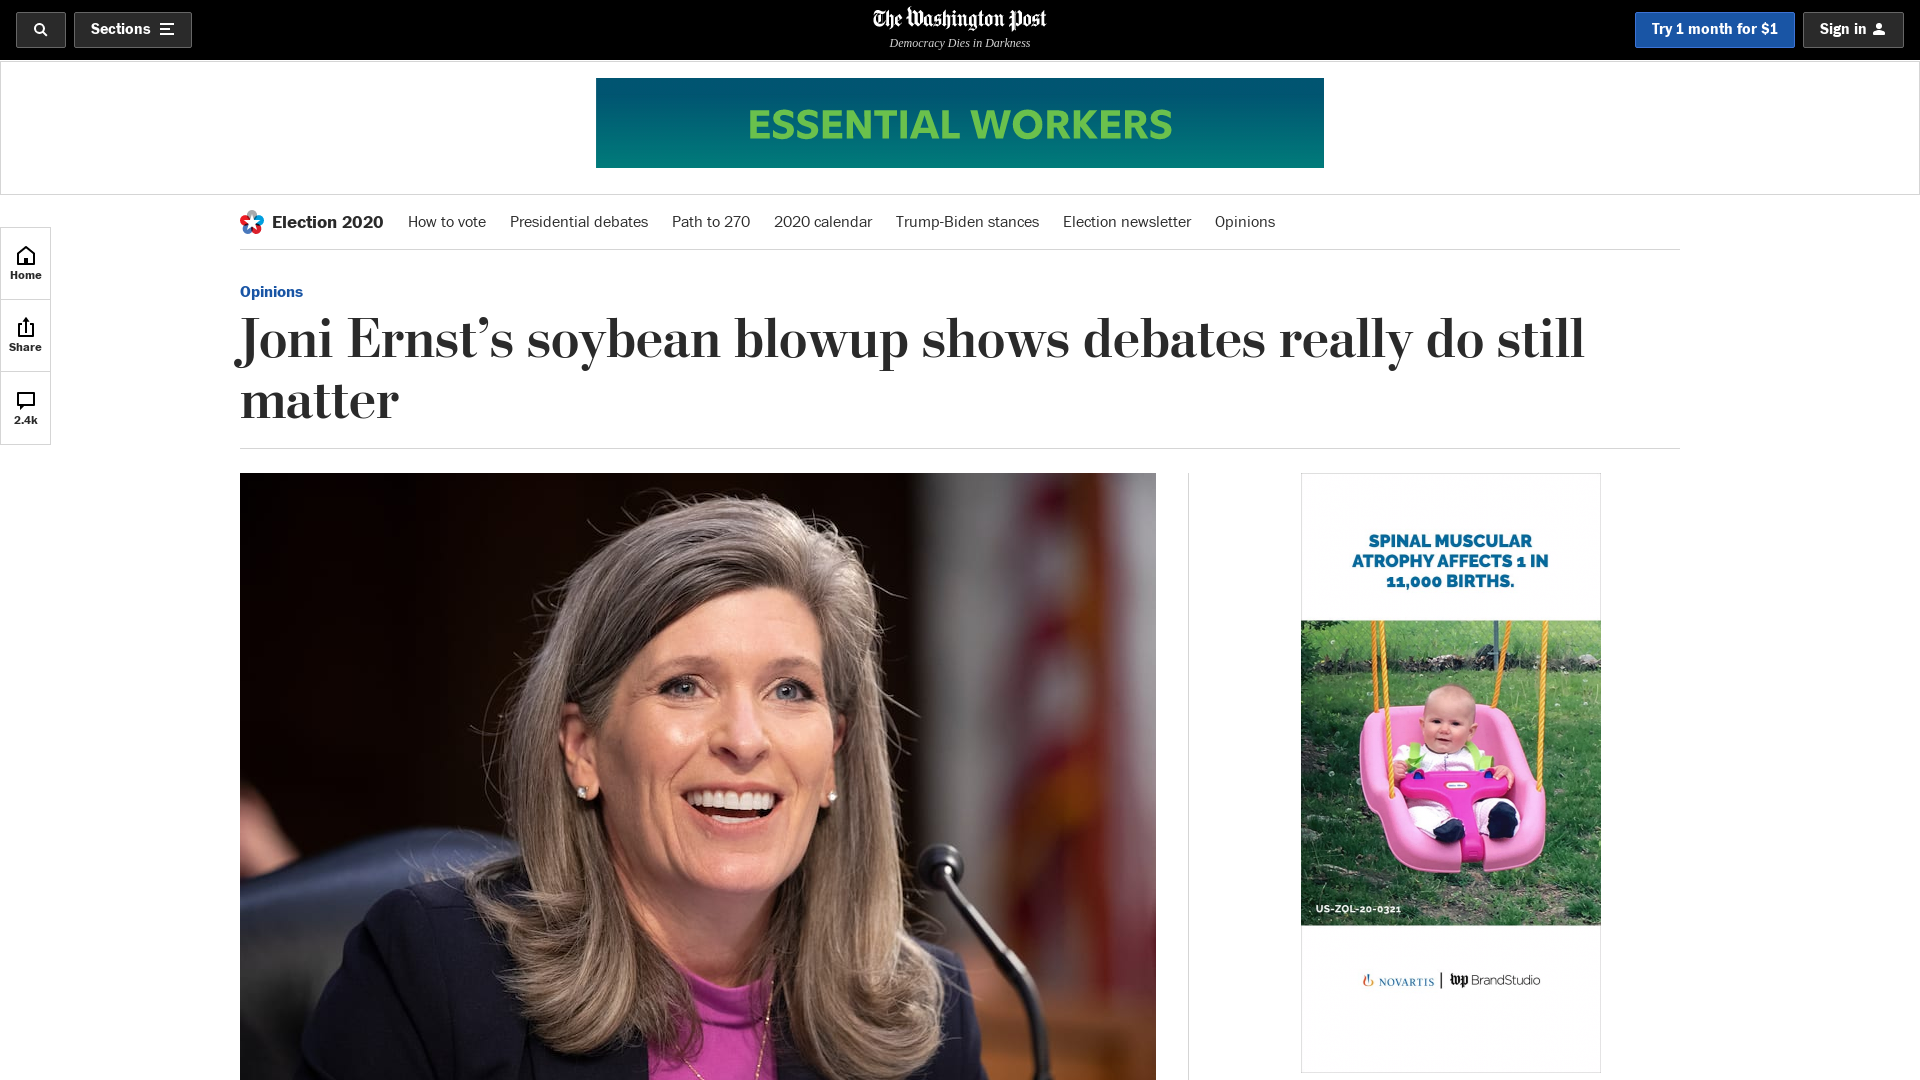 Sections
The Washington Post
Democracy Dies in Darkness
Try 1 month for $1
Sign in
ESSENTIAL WORKERS
Election 2020
How to vote
Presidential debates
Path to 270
2020 calendar
Trump-Biden stances
Election newsletter
Opinions
Home
Share
2.4k
Opinions
Joni Ernst’s soybean blowup shows debates really do still
matter
SPINAL MUSCULAR
ATROPHY AFFECTS 1 IN
11,000 BIRTHS.
US-ZOL-20-0321
NOVARTIS | wp BrandStudio